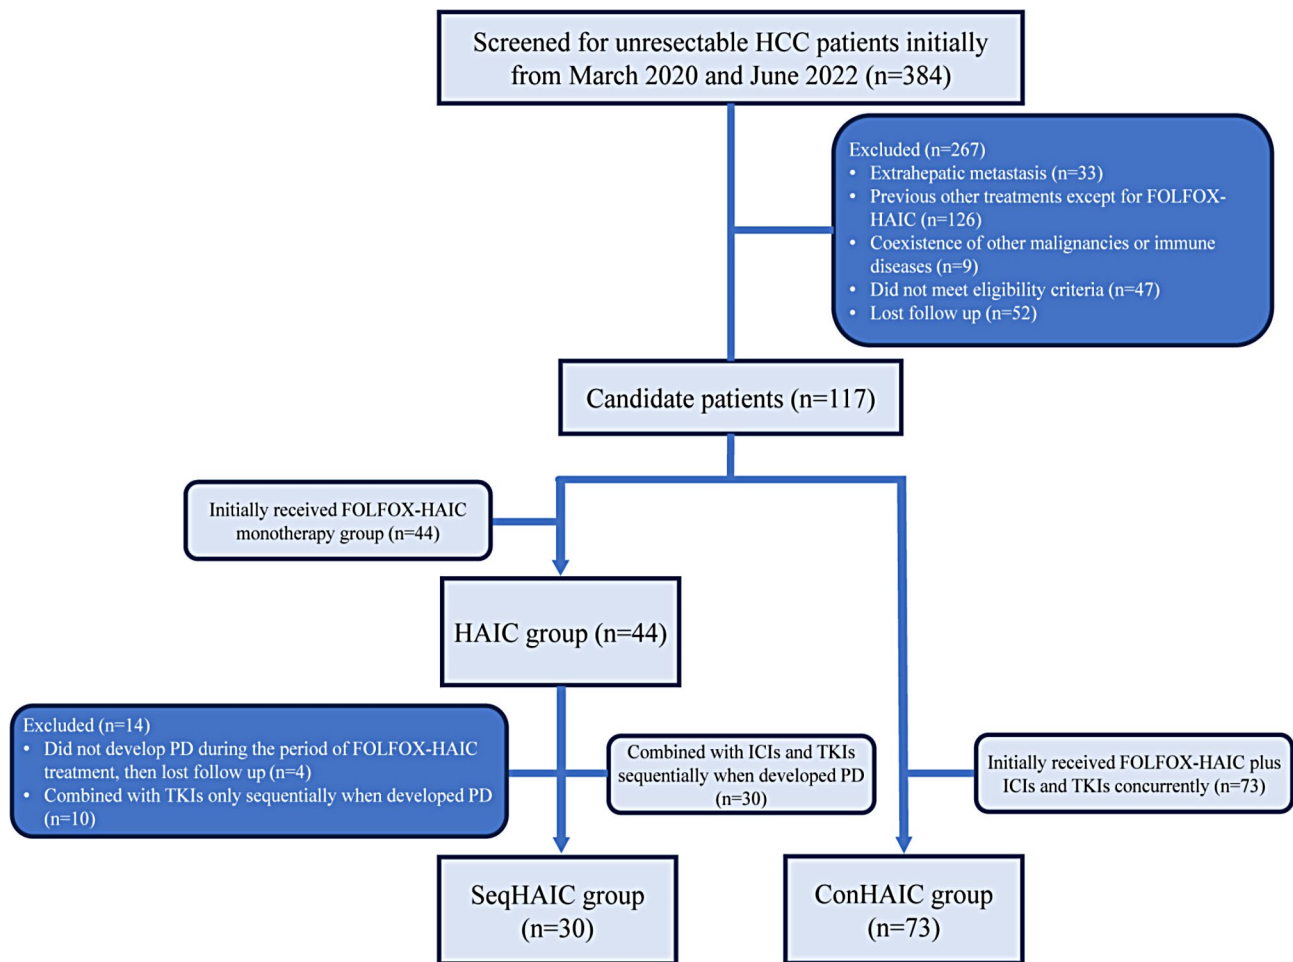 Screened for unresectable HCC patients initially
from March 2020 and June 2022 (n=384)
Excluded (n=267)
• Extrahepatic metastasis (n=33)
• Previous other treatments except for FOLFOX-
HAIC (n=126)
• Coexistence of other malignancies or immune
diseases (n=9)
• Did not meet eligibility criteria (n=47)
• Lost follow up (n=52)
Candidate patients (n=117)
Initially received FOLFOX-HAIC
monotherapy group (n=44)
HAIC group (n=44)
Excluded (n=14)
• Did not develop PD during the period of FOLFOX-HAIC
treatment, then lost follow up (n=4)
• Combined with TKIs only sequentially when developed PD
(n=10)
Combined with ICIs and TKIs
sequentially when developed PD
(n=30)
Initially received FOLFOX-HAIC plus
ICIs and TKIs concurrently (n=73)
SeqHAIC group
(n=30)
ConHAIC group
(n=73)